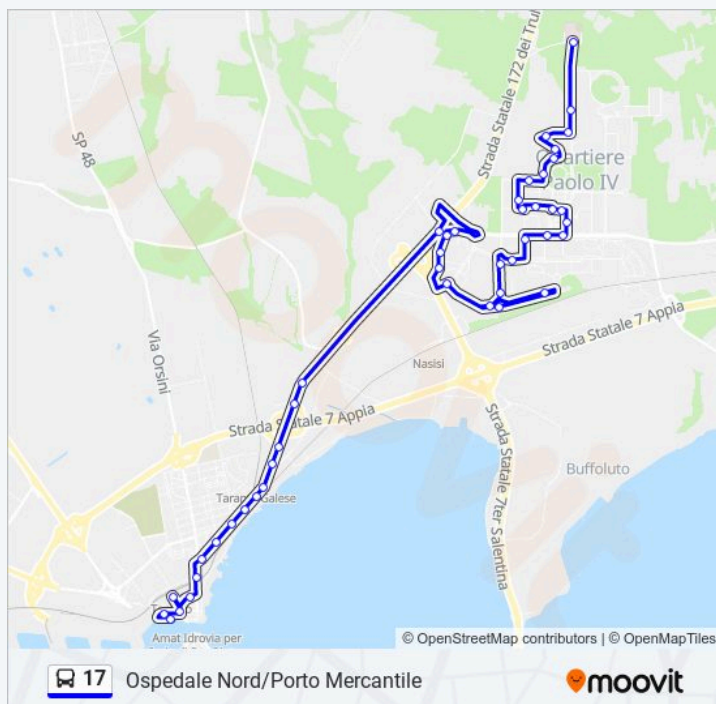 Strada Statale 172 dei Trul
SP 48
Quartiere
Paolo IV
Via Orsini
Strada Statale 7 Appia
Nasisi
Strada Statale 7 Appia
Strada Statale 7ter
Salentina
Buffoluto
Galese
Amat Idrovia per
© OpenStreetMap contributors | © OpenMapTiles
17 Ospedale Nord/Porto Mercantile
moovit